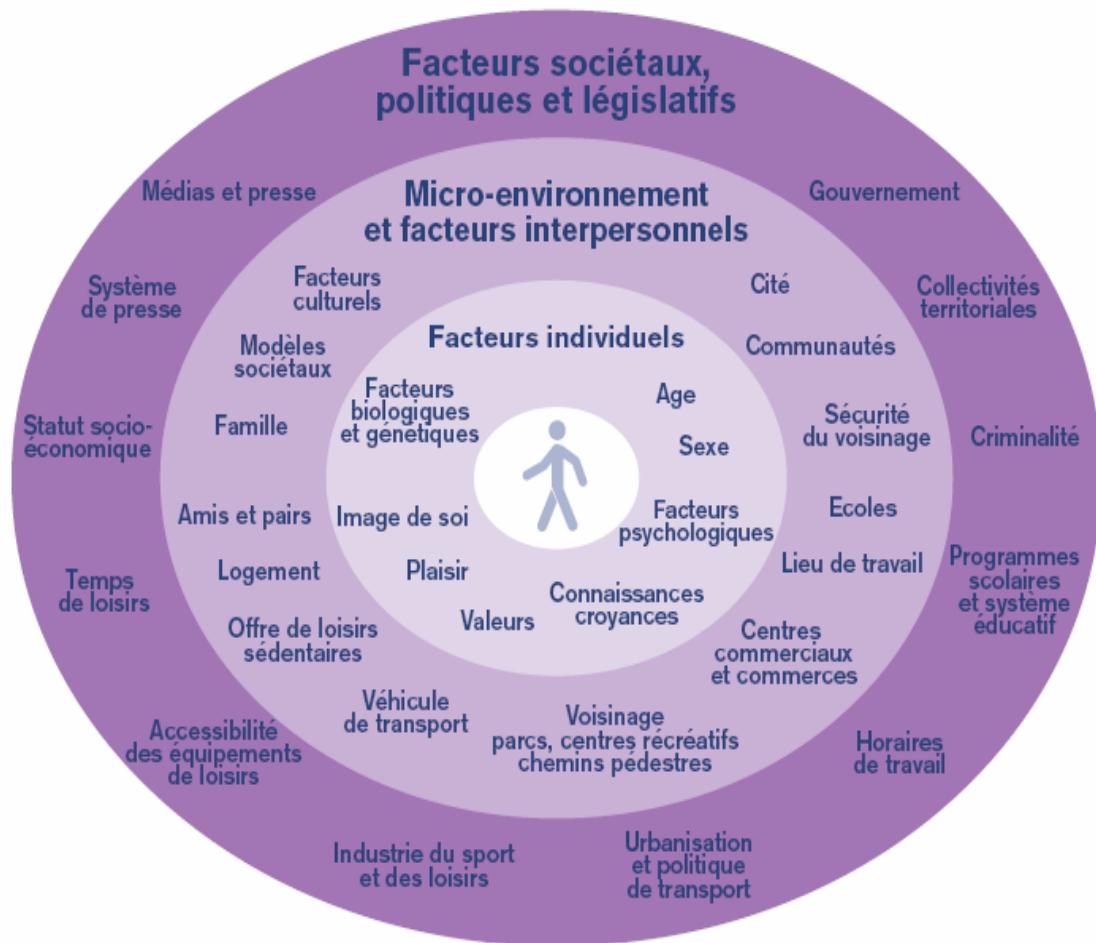 Facteurs sociétaux,
politiques et législatifs
Médias et presse
Gouvernement
Système
de presse
Collectivités
territoriales
Statut socio-
économique
Criminalité
Temps
de loisirs
Programmes
scolaires
et système
éducatif
Accessibilité
des équipements
de loisirs
Horaires
de travail
Industrie du sport
et des loisirs
Urbanisation
et politique
de transport
Micro-environnement
et facteurs interpersonnels
Facteurs
culturels
Cité
Modèles
sociétaux
Communautés
Famille
Sécurité
du voisinage
Amis et pairs
Ecoles
Logement
Lieu de travail
Offre de loisirs
sédentaires
Centres
commerciaux
et commerces
Véhicule
de transport
Voisinage
parcs, centres récréatifs
chemins pédestres
Facteurs individuels
Facteurs
biologiques
et génétiques
Age
Sexe
Image de soi
Facteurs
psychologiques
Plaisir
Connaissances
croyances
Valeurs